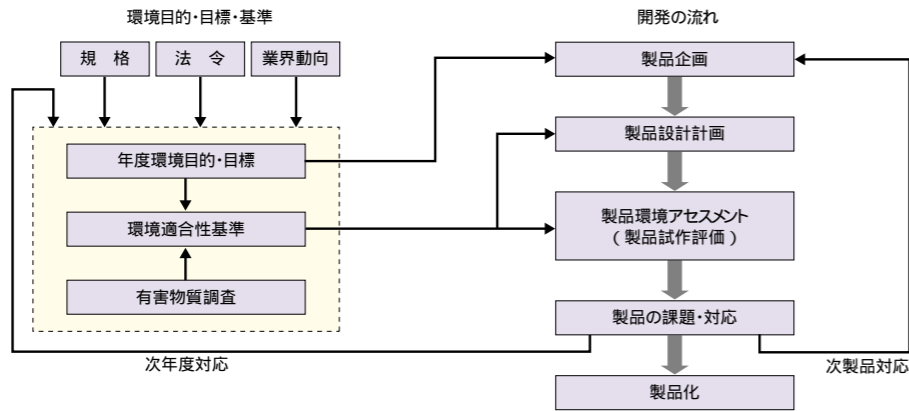 環境目的・目標・基準
規　格
法　令
業界動向
年度環境目的・目標
環境適合性基準
有害物質調査
次年度対応
開発の流れ
製品企画
製品設計計画
製品環境アセスメント
( 製品試作評価 )
製品の課題・対応
次製品対応
製品化